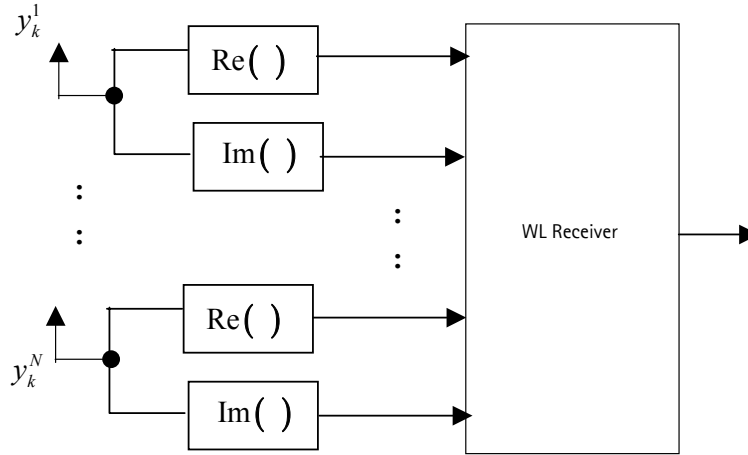 y_k^1
Re( )
Im( )
:
:
:
:
WL Receiver
Re( )
y_k^N
Im( )